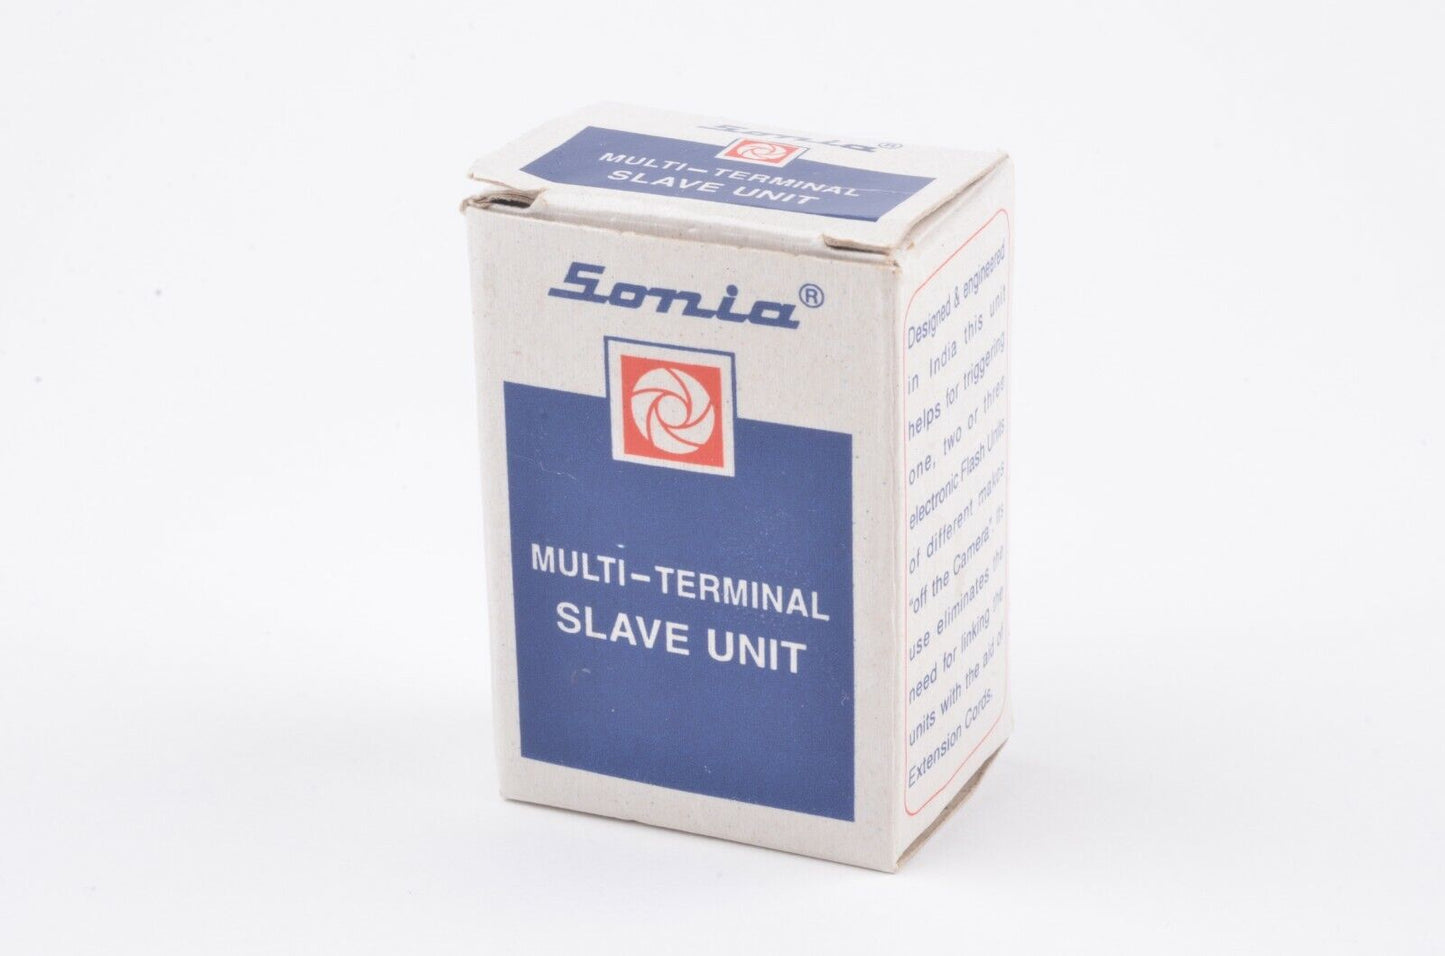 Sonia®
MULTI-TERMINAL
SLAVE UNIT
Sonia®
MULTI-TERMINAL
SLAVE UNIT
Designed & engineered
in India this unit
helps for triggering
one, two or three
electronic Flash Units
of different makes
"off the Camera". Its
use eliminates the
need for linking the
units with the aid of
Extension Cords.